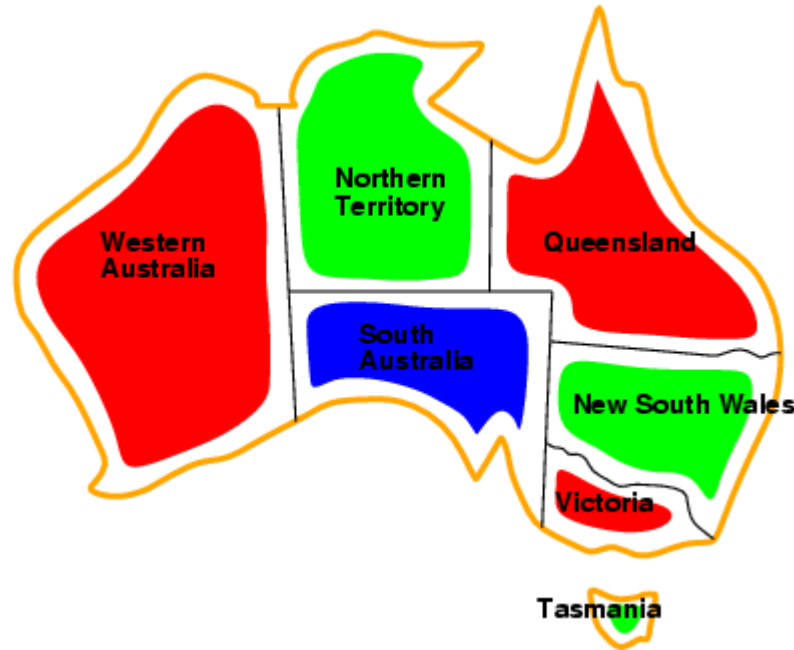 Northern
Territory
Western
Australia
Queensland
South
Australia
New South Wales
Victoria
Tasmania